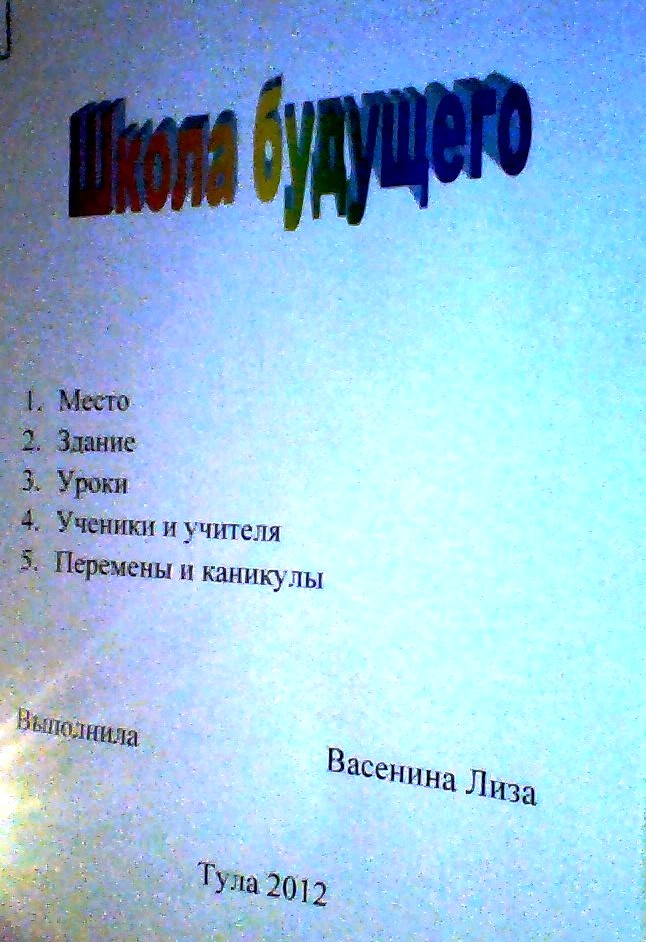 Школа будущего
1. Место
2. Здание
3. Уроки
4. Ученики и учителя
5. Перемены и каникулы
Выполнила
Васенина Лиза
Тула 2012